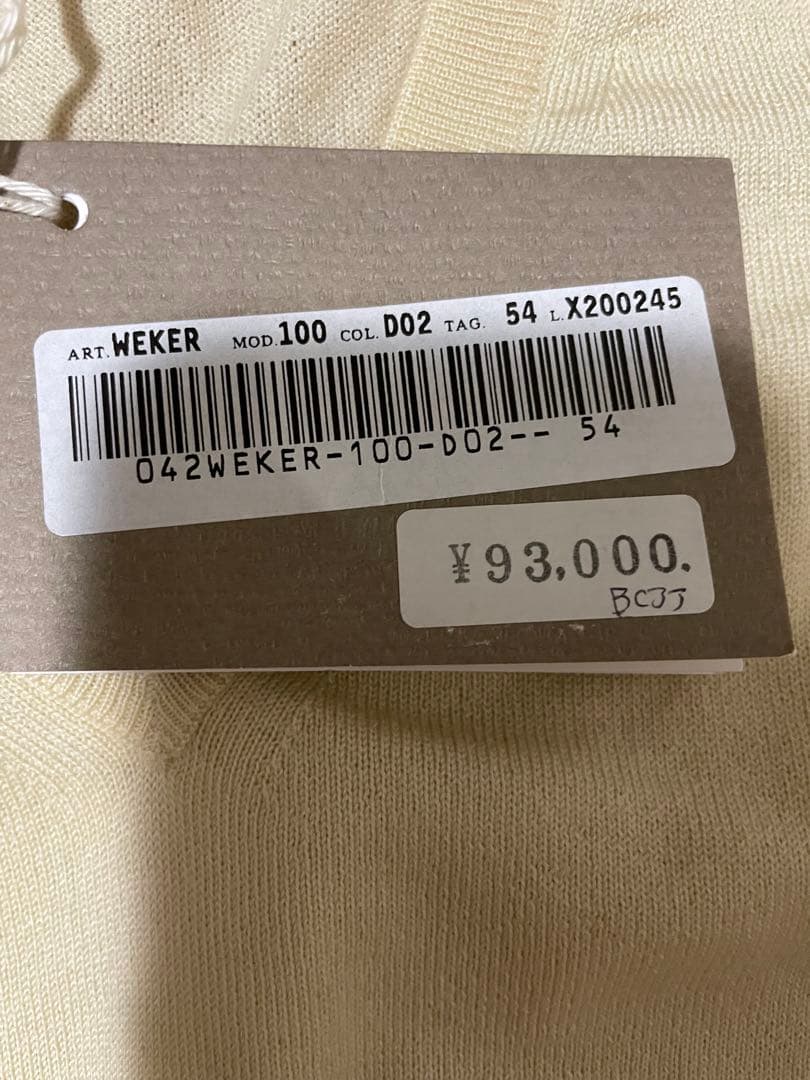 ART.WEKER MOD.100 COL.D02 TAG. 54 L.X200245
042WEKER-100-D02-- 54
¥93,000.
BCJJ